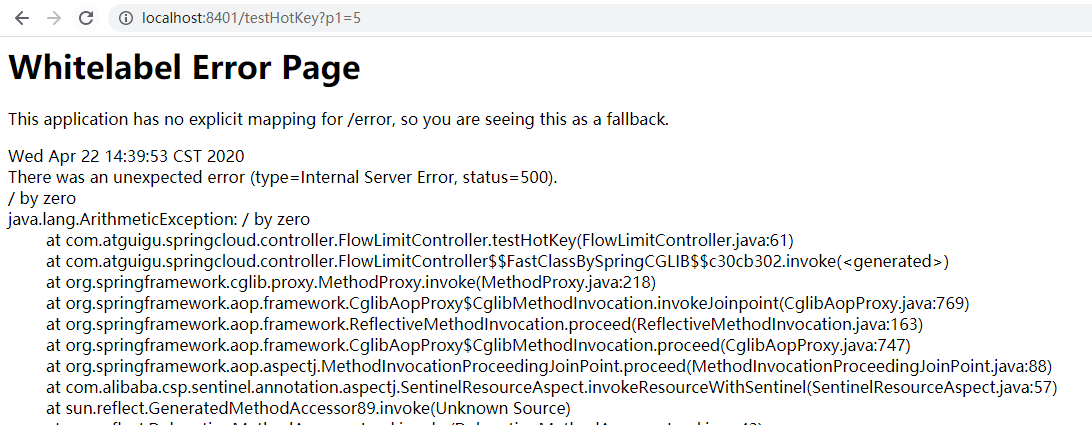 localhost:8401/testHotKey?p1=5
Whitelabel Error Page
This application has no explicit mapping for /error, so you are seeing this as a fallback.
Wed Apr 22 14:39:53 CST 2020
There was an unexpected error (type=Internal Server Error, status=500).
/ by zero
java.lang.ArithmeticException: / by zero
at com.atguigu.springcloud.controller.FlowLimitController.testHotKey(FlowLimitController.java:61)
at com.atguigu.springcloud.controller.FlowLimitController$$FastClassBySpringCGLIB$$c30cb302.invoke(<generated>)
at org.springframework.cglib.proxy.MethodProxy.invoke(MethodProxy.java:218)
at org.springframework.aop.framework.CglibAopProxy$CglibMethodInvocation.invokeJoinpoint(CglibAopProxy.java:769)
at org.springframework.aop.framework.ReflectiveMethodInvocation.proceed(ReflectiveMethodInvocation.java:163)
at org.springframework.aop.framework.CglibAopProxy$CglibMethodInvocation.proceed(CglibAopProxy.java:747)
at org.springframework.aop.aspectj.MethodInvocationProceedingJoinPoint.proceed(MethodInvocationProceedingJoinPoint.java:88)
at com.alibaba.csp.sentinel.annotation.aspectj.SentinelResourceAspect.invokeResourceWithSentinel(SentinelResourceAspect.java:57)
at sun.reflect.GeneratedMethodAccessor89.invoke(Unknown Source)